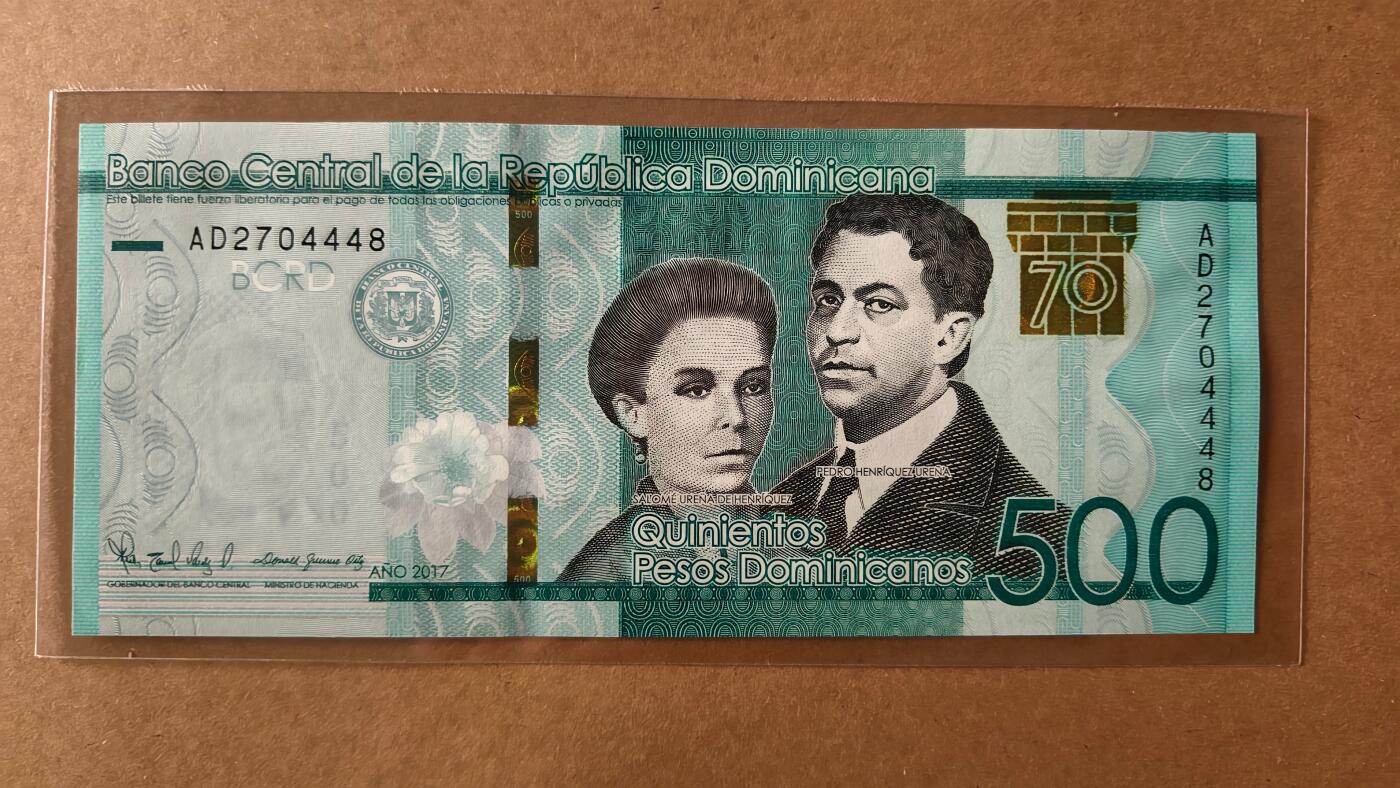 Banco Central de la República Dominicana
Este billete tiene fuerza liberatoria para el pago de todas las obligaciones públicas o privadas
500
AD2704448
BCRD
70
AD2704448
PEDRO HENRÍQUEZ UREÑA
SALOMÉ UREÑA DE HENRÍQUEZ
Quinientos
Pesos Dominicanos
500
AÑO 2017
GOBERNADOR DEL BANCO CENTRAL MINISTRO DE HACIENDA
500